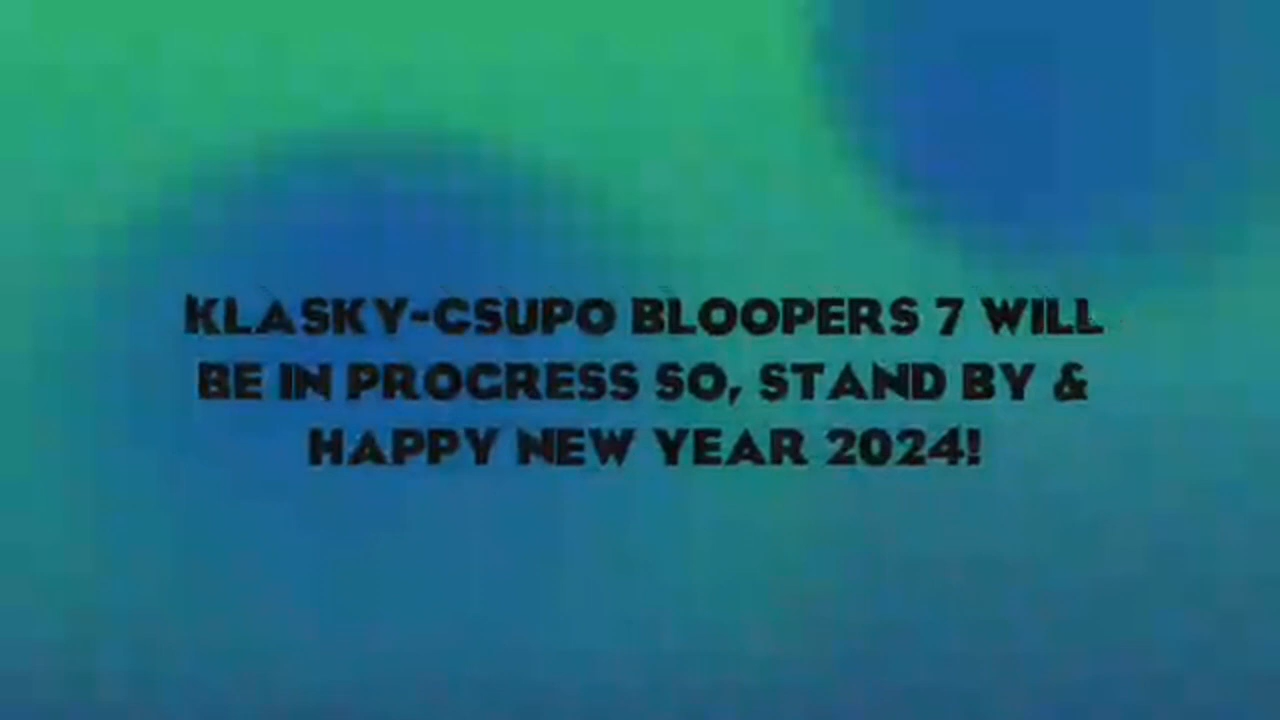 KLASKY-CSUPO BLOOPERS 7 WILL
BE IN PROGRESS SO, STAND BY &
HAPPY NEW YEAR 2024!